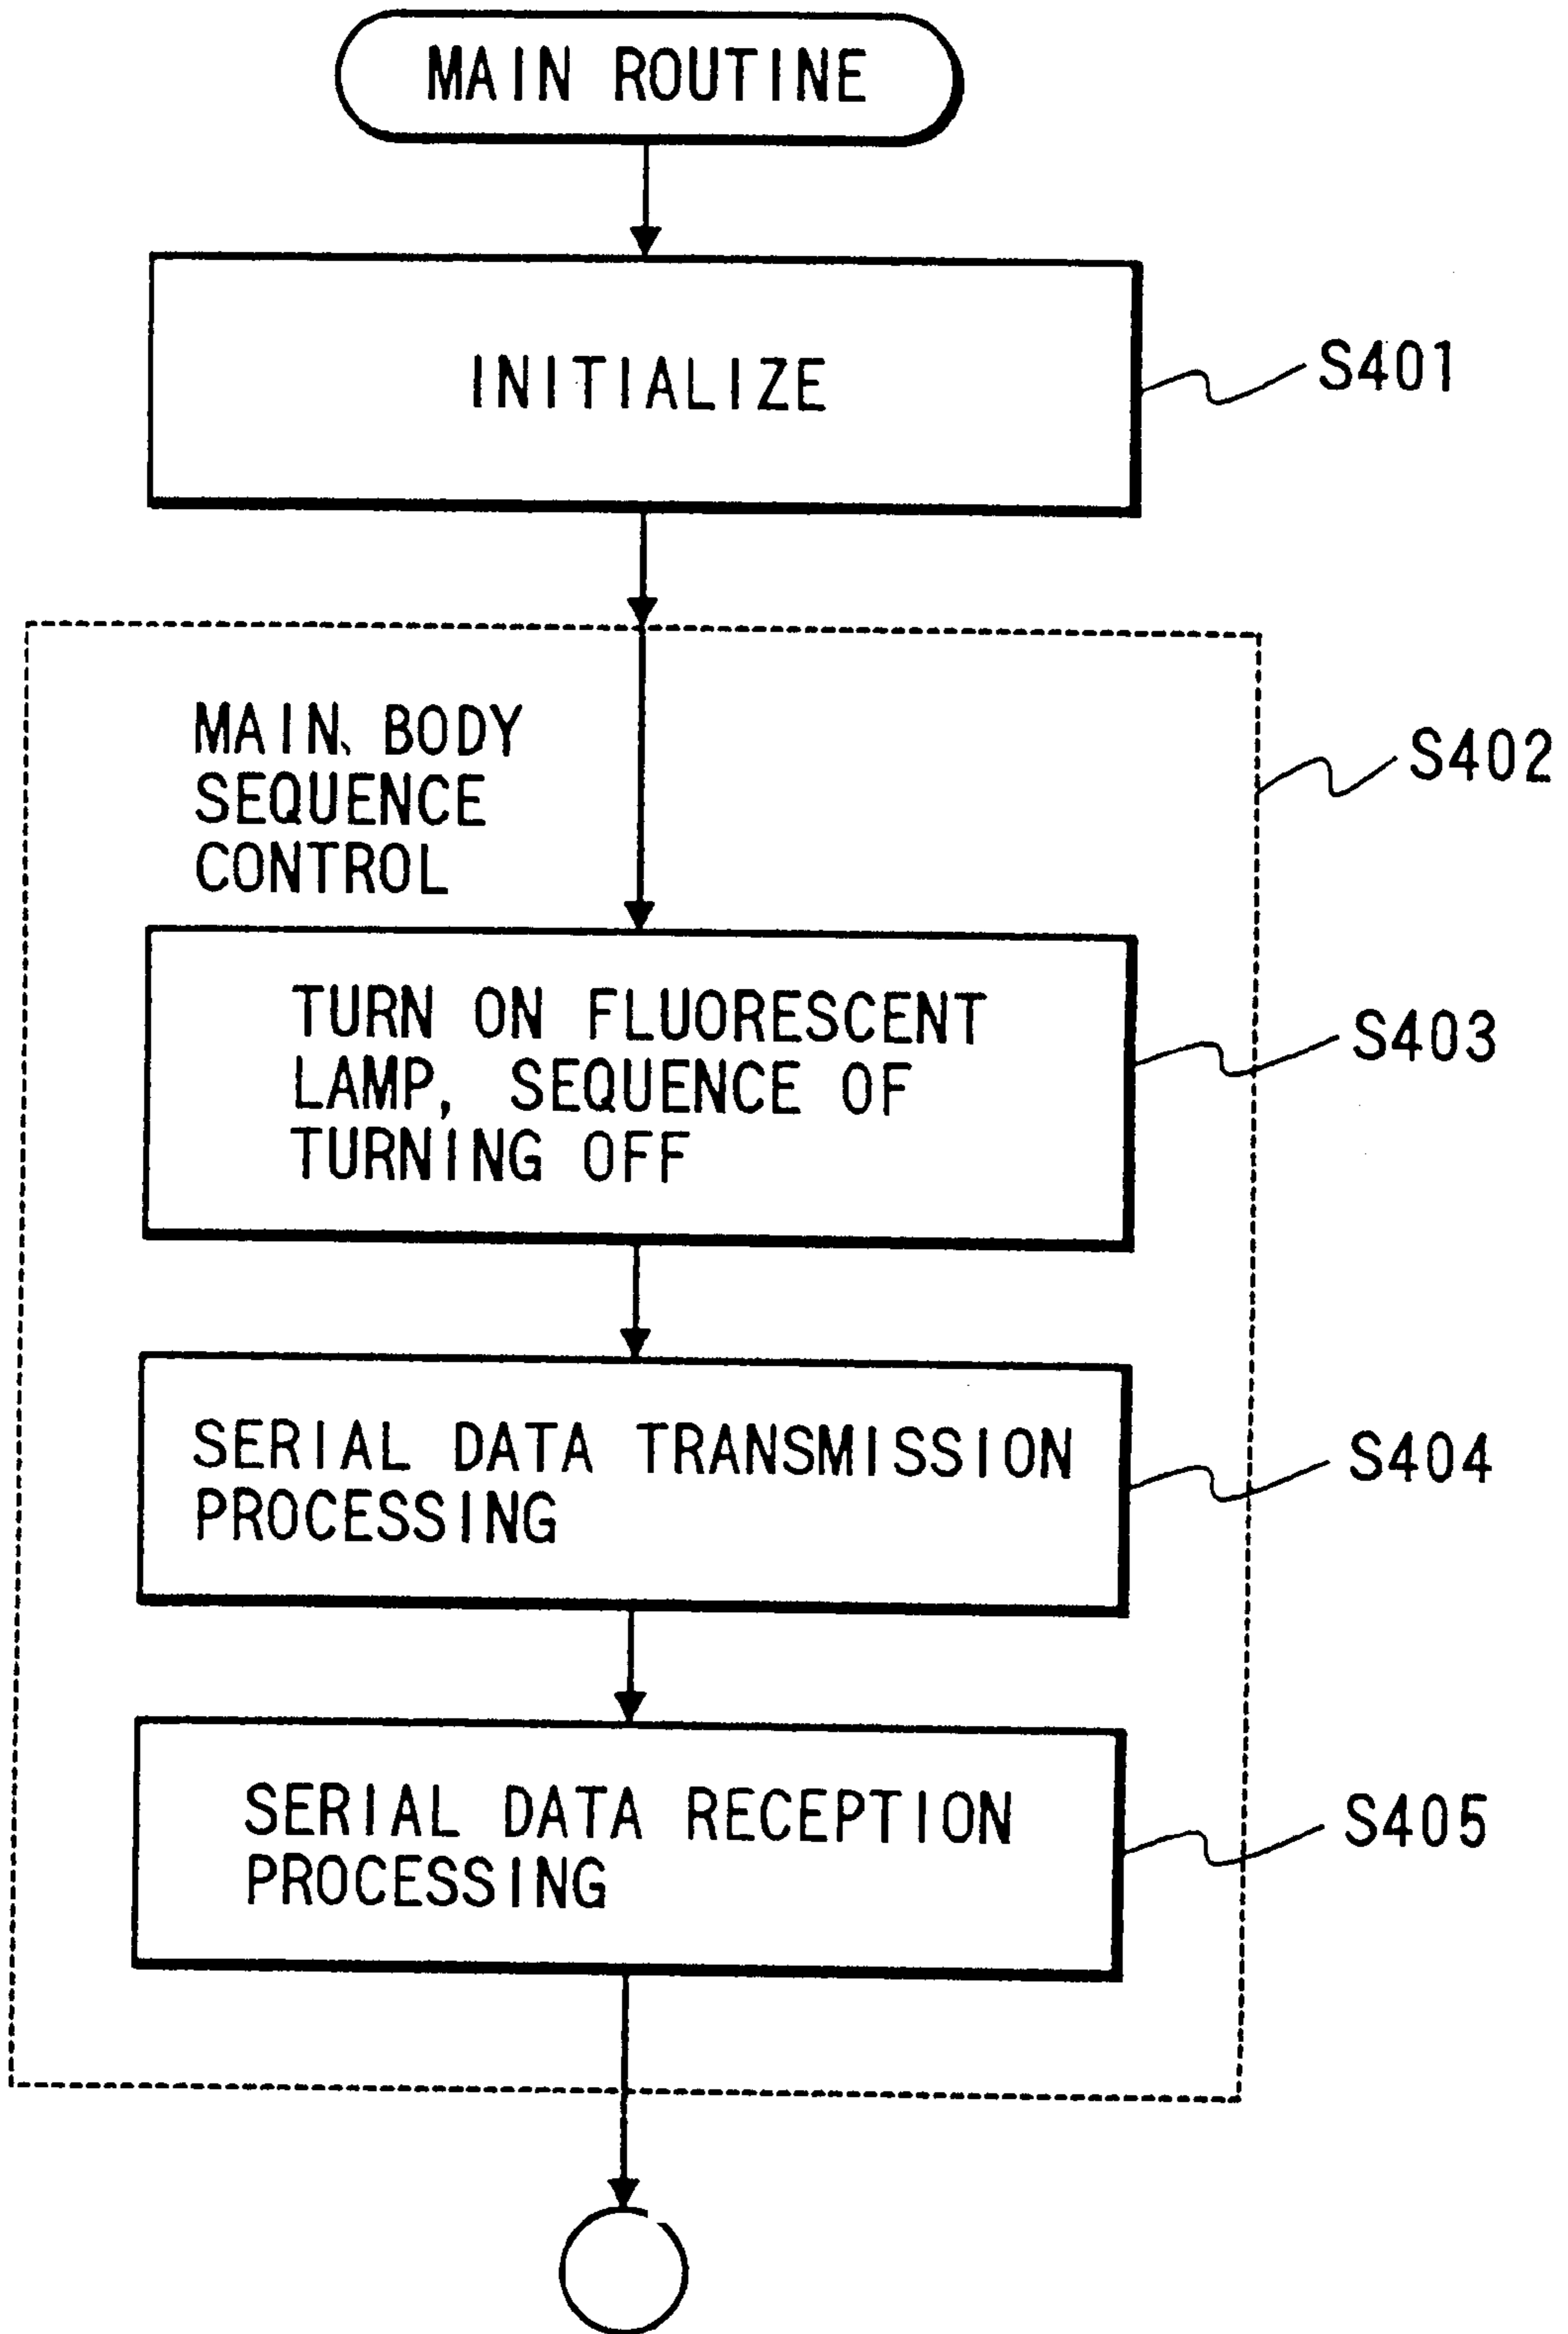 MAIN ROUTINE
INITIALIZE
S401
MAIN BODY
SEQUENCE
CONTROL
S402
TURN ON FLUORESCENT
LAMP, SEQUENCE OF
TURNING OFF
S403
SERIAL DATA TRANSMISSION
PROCESSING
S404
SERIAL DATA RECEPTION
PROCESSING
S405